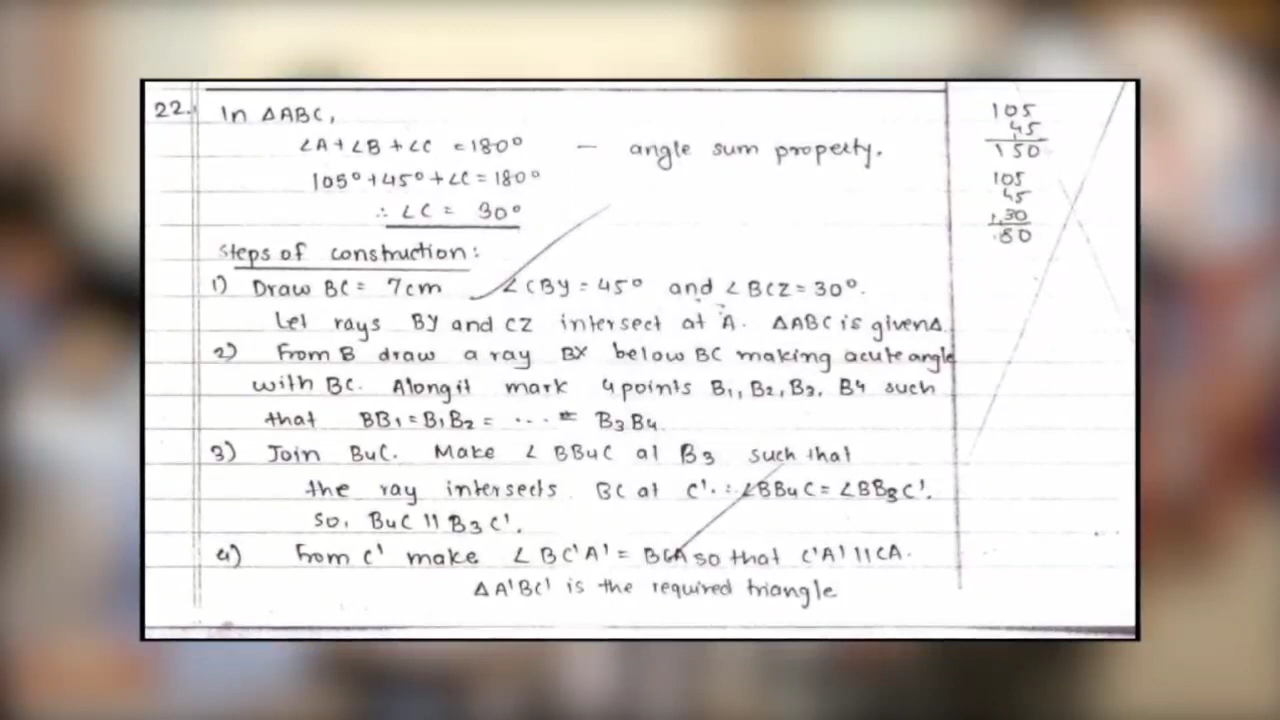 22. In ΔABC,
∠A+∠B+∠C = 180° — angle sum property.
105°+45°+∠C = 180°
∴ ∠C = 30°
Steps of construction:
1) Draw BC = 7cm ∠CBY = 45° and ∠BCZ = 30°.
Let rays BY and CZ intersect at A. ΔABC is given Δ.
2) From B draw a ray BX below BC making acute angle
with BC. Along it mark 4 points B1, B2, B3, B4 such
that BB1 = B1B2 = ... = B3B4.
3) Join B4C. Make ∠BB4C at B3 such that
the ray intersects BC at C'. ∴ ∠BB4C = ∠BB3C'.
So, B4C || B3C'.
4) From C' make ∠BC'A' = BCA so that C'A' || CA.
ΔA'BC' is the required triangle
105
45
150
105
45
+30
180